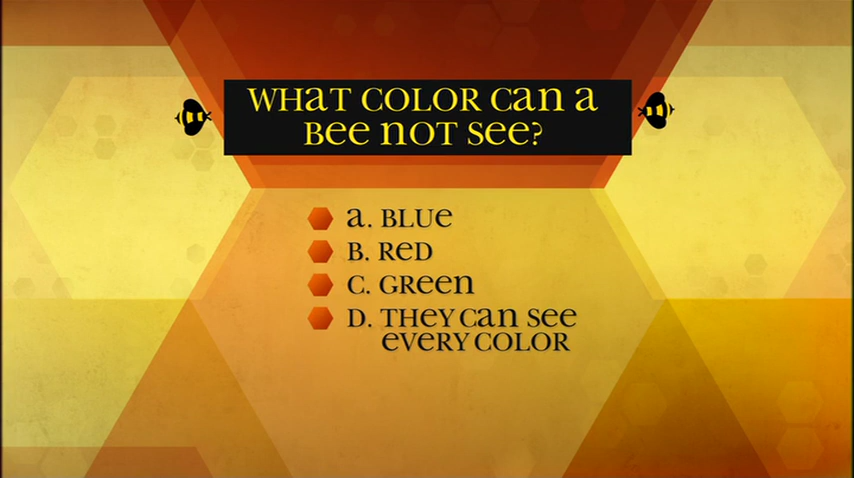 WHAT COLOR CAN A
BEE NOT SEE?
A. BLUE
B. RED
C. GREEN
D. THEY CAN SEE
EVERY COLOR